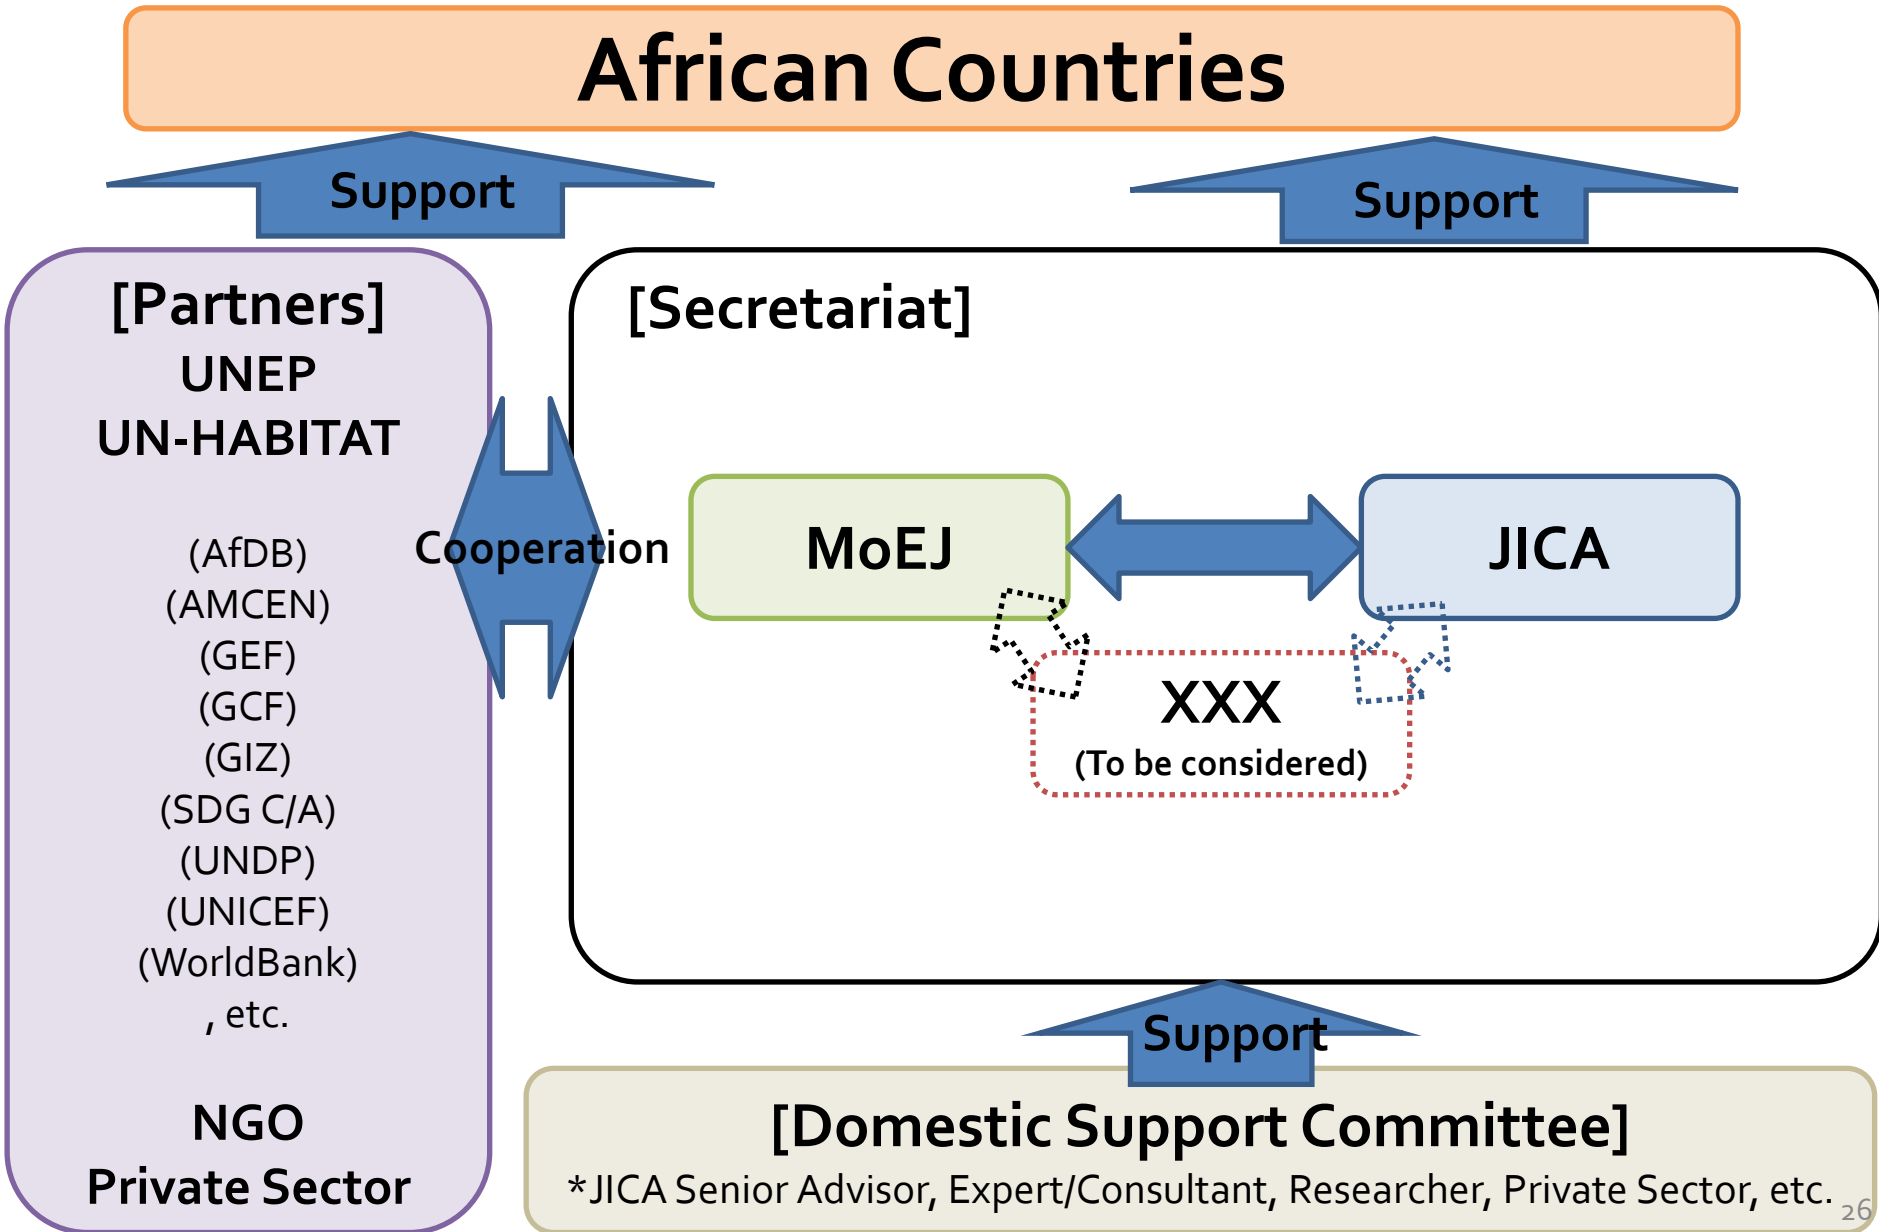 African Countries
Support
Support
[Partners]
UNEP
UN-HABITAT
(AfDB)
(AMCEN)
(GEF)
(GCF)
(GIZ)
(SDG C/A)
(UNDP)
(UNICEF)
(WorldBank)
, etc.
NGO
Private Sector
Cooperation
[Secretariat]
MoEJ
JICA
XXX
(To be considered)
Support
[Domestic Support Committee]
*JICA Senior Advisor, Expert/Consultant, Researcher, Private Sector, etc.
26